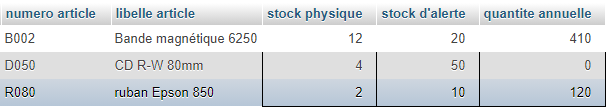 numero article libelle article stock physique stock d'alerte quantite annuelle
B002 Bande magnétique 6250 12 20 410
D050 CD R-W 80mm 4 50 0
R080 ruban Epson 850 2 10 120